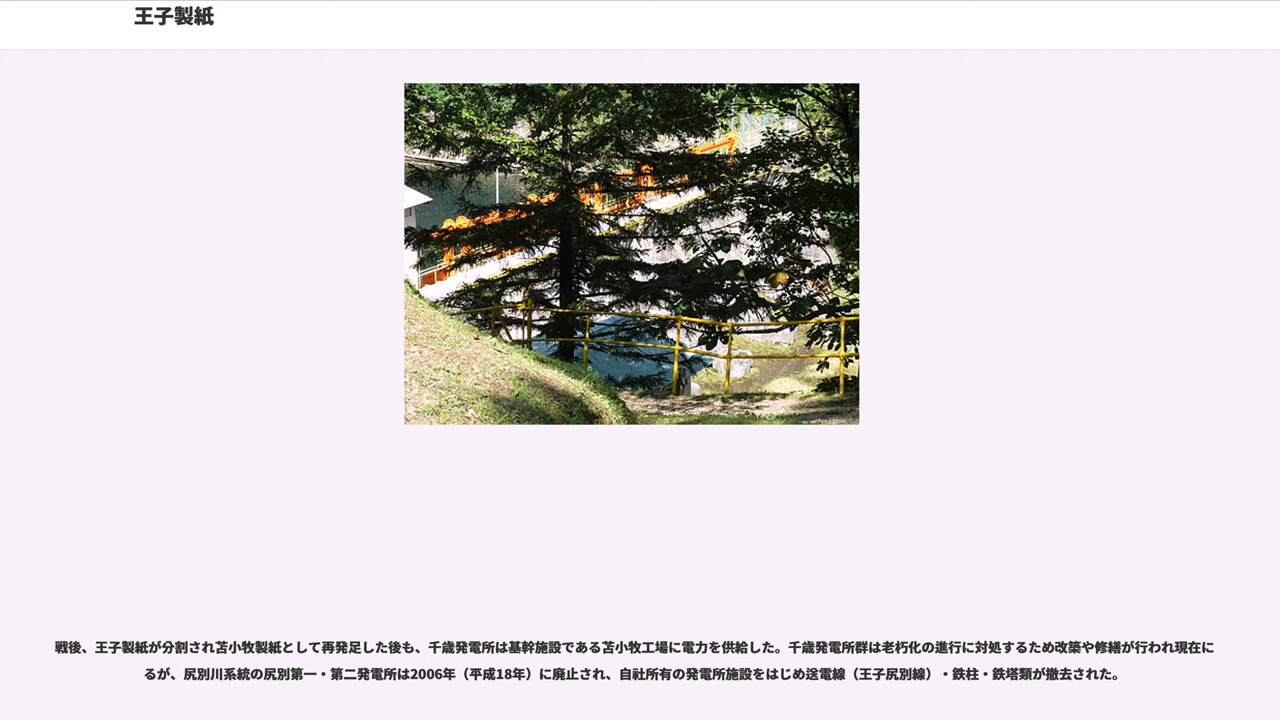 王子製紙
戦後、王子製紙が分割され苫小牧製紙として再発足した後も、千歳発電所は基幹施設である苫小牧工場に電力を供給した。千歳発電所群は老朽化の進行に対処するため改築や修繕が行われ現在に
るが、尻別川系統の尻別第一・第二発電所は2006年（平成18年）に廃止され、自社所有の発電所施設をはじめ送電線（王子尻別線）・鉄柱・鉄塔類が撤去された。